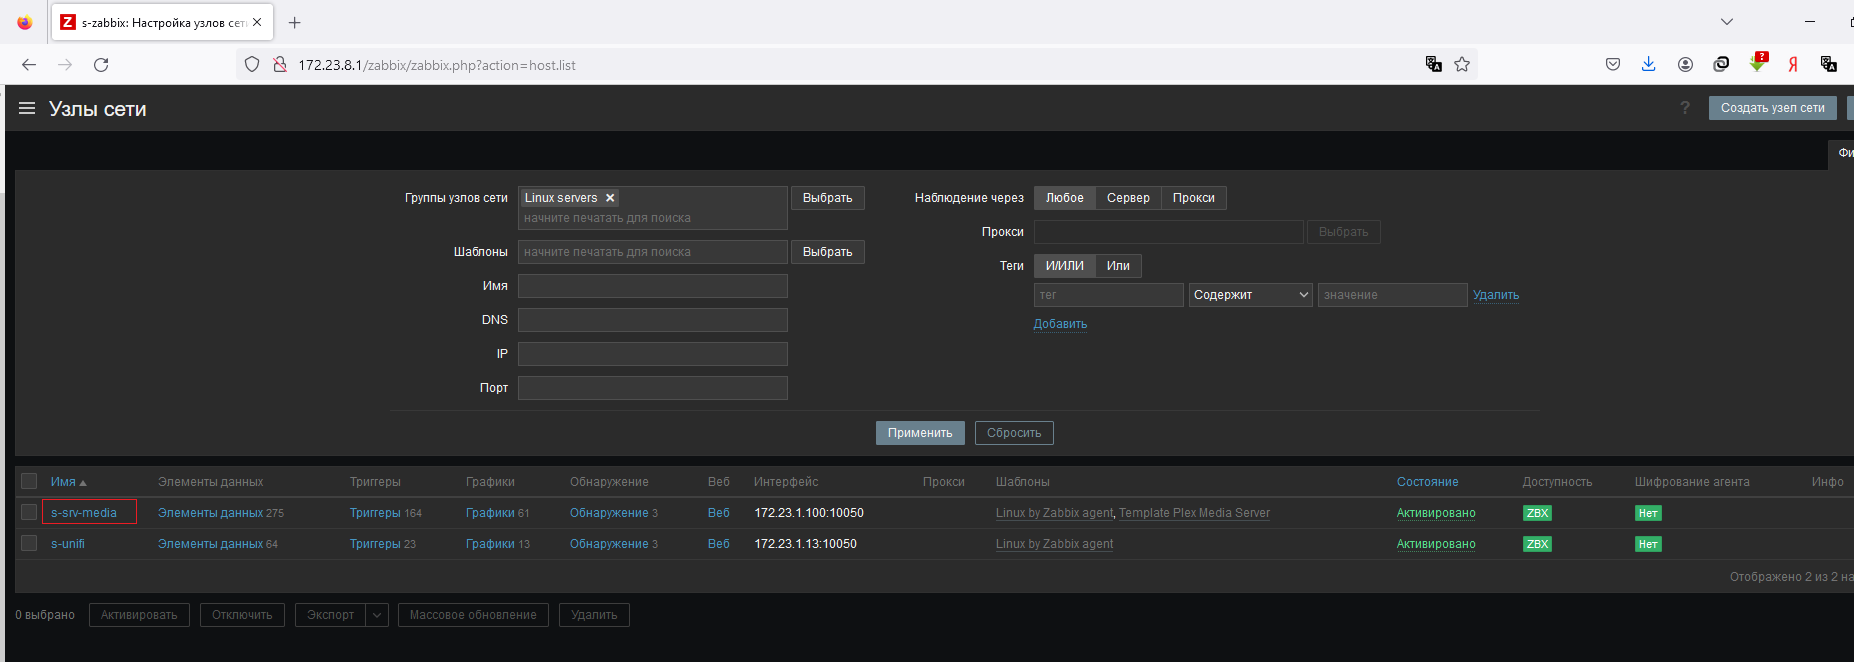 s-zabbix: Настройка узлов сети
172.23.8.1/zabbix/zabbix.php?action=host.list
Узлы сети
? Создать узел сети
Группы узлов сети Linux servers Выбрать Наблюдение через Любое Сервер Прокси
начните печатать для поиска
Прокси Выбрать
Шаблоны начните печатать для поиска Выбрать
Теги И/ИЛИ Или
Имя
тег Содержит значение Удалить
DNS
Добавить
IP
Порт
Применить Сбросить
Имя Элементы данных Триггеры Графики Обнаружение Веб Интерфейс Прокси Шаблоны Состояние Доступность Шифрование агента Инфо
s-srv-media Элементы данных 275 Триггеры 164 Графики 61 Обнаружение 3 Веб 172.23.1.100:10050 Linux by Zabbix agent, Template Plex Media Server Активировано ZBX Нет
s-unifi Элементы данных 64 Триггеры 23 Графики 13 Обнаружение 3 Веб 172.23.1.13:10050 Linux by Zabbix agent Активировано ZBX Нет
Отображено 2 из 2
0 выбрано Активировать Отключить Экспорт Массовое обновление Удалить